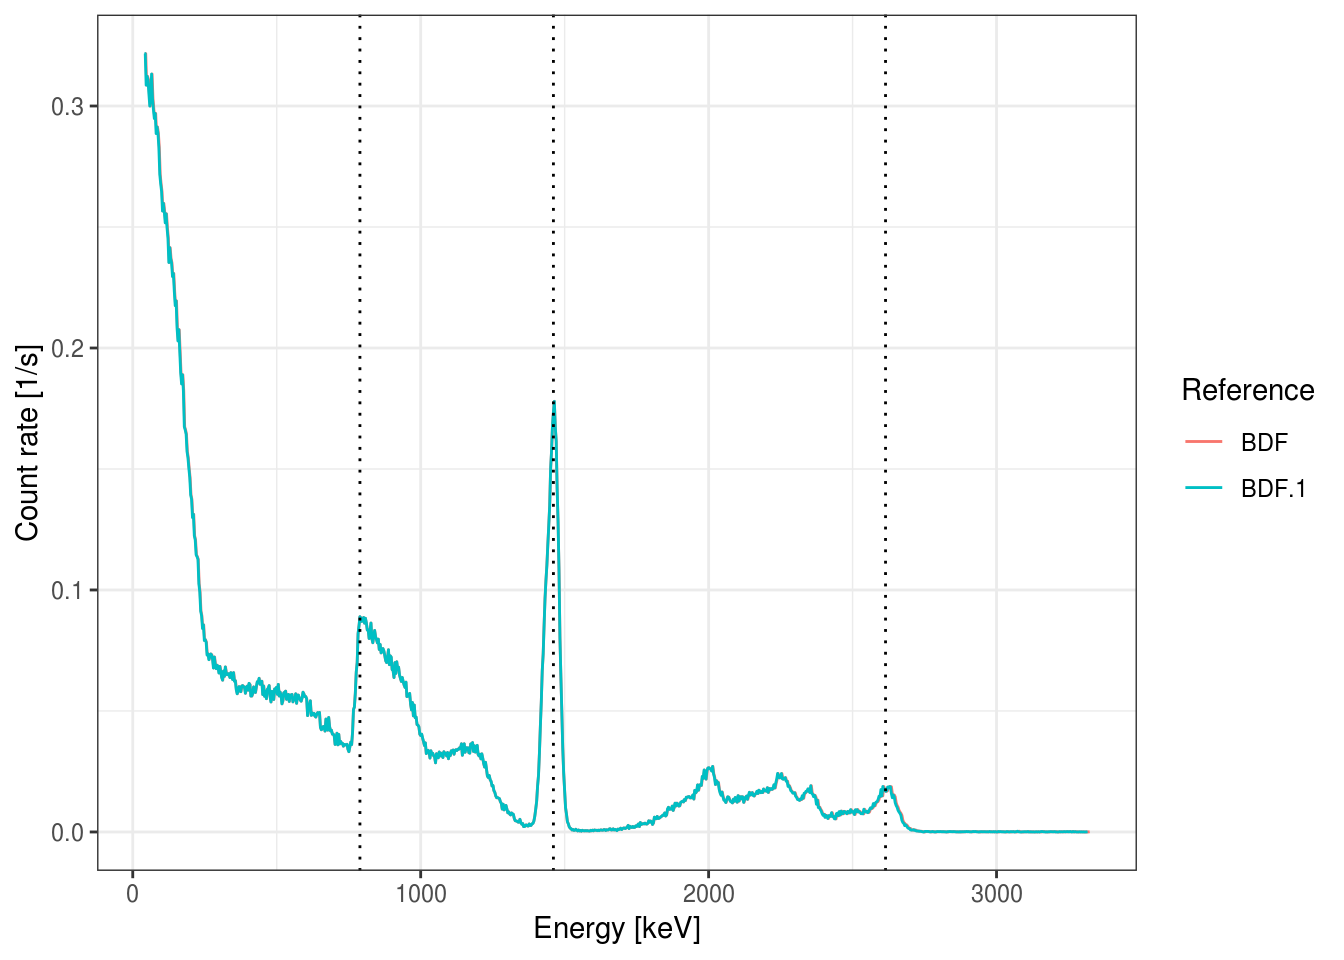 0.3
0.2
0.1
0.0
Count rate [1/s]
0
1000
2000
3000
Energy [keV]
Reference
BDF
BDF.1